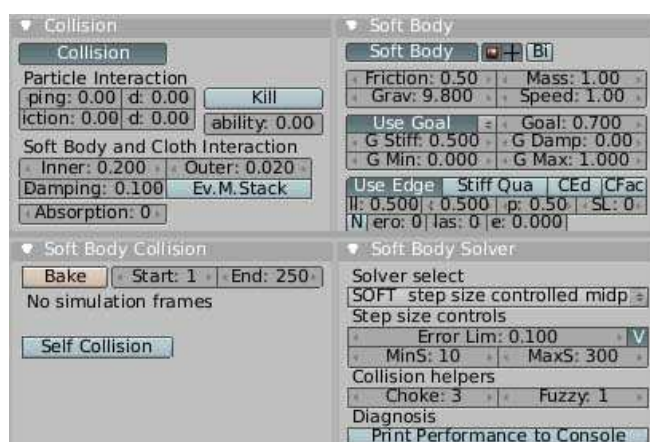 Collision
Collision
Particle Interaction
ping: 0.00 d: 0.00 Kill
iction: 0.00 d: 0.00 ability: 0.00
Soft Body and Cloth Interaction
Inner: 0.200 Outer: 0.020
Damping: 0.100 Ev.M.Stack
Absorption: 0
Soft Body
Soft Body Bf
Friction: 0.50 Mass: 1.00
Grav: 9.800 Speed: 1.00
Use Goal Goal: 0.700
G Stiff: 0.500 G Damp: 0.00
G Min: 0.000 G Max: 1.000
Use Edge Stiff Qua CEd CFac
ll: 0.500 : 0.500 p: 0.50 SL: 0
N ero: 0 las: 0 e: 0.000
Soft Body Collision
Bake Start: 1 End: 250
No simulation frames
Self Collision
Soft Body Solver
Solver select
SOFT step size controlled midp
Step size controls
Error Lim: 0.100 V
MinS: 10 MaxS: 300
Collision helpers
Choke: 3 Fuzzy: 1
Diagnosis
Print Performance to Console